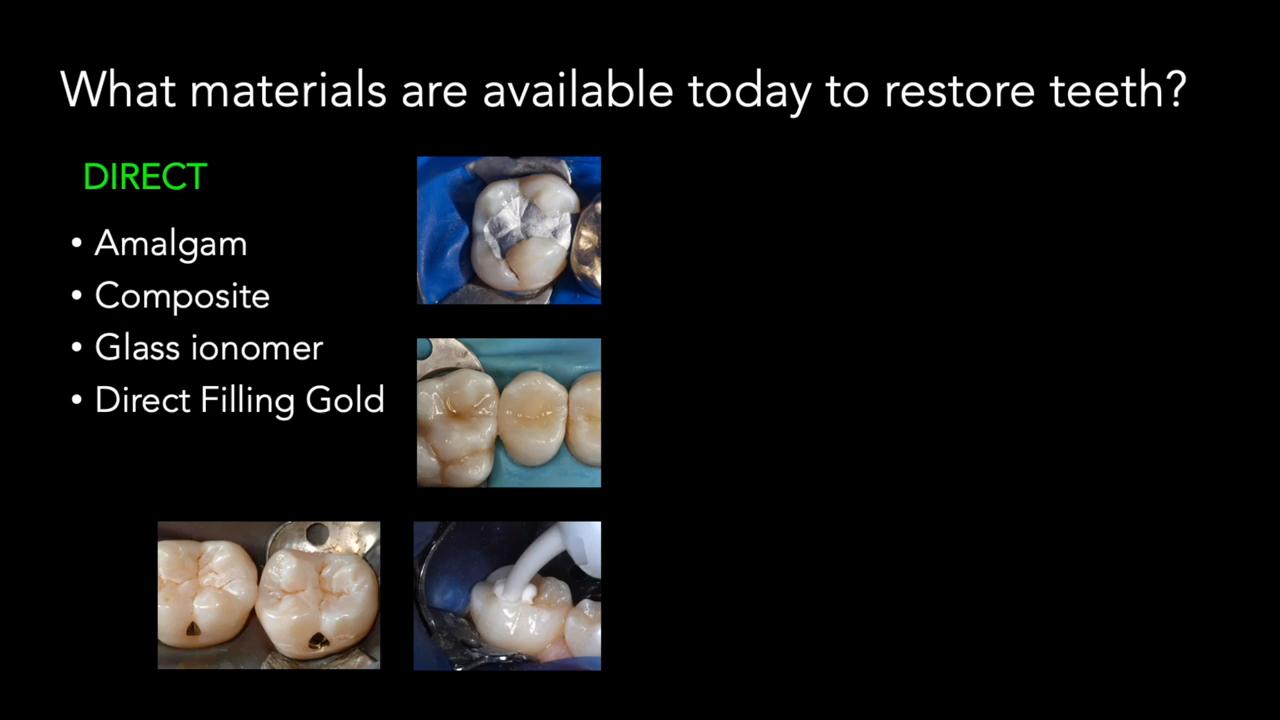 What materials are available today to restore teeth?
DIRECT
• Amalgam
• Composite
• Glass ionomer
• Direct Filling Gold